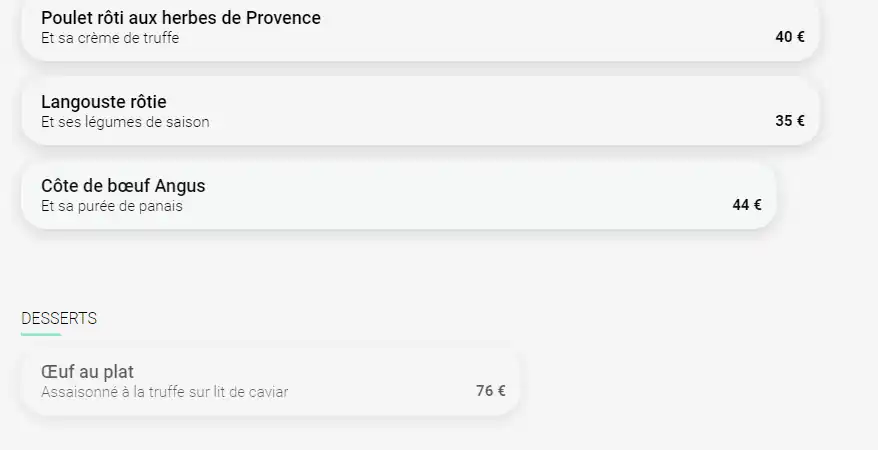 Poulet rôti aux herbes de Provence
Et sa crème de truffe
40 €
Langouste rôtie
Et ses légumes de saison
35 €
Côte de bœuf Angus
Et sa purée de panais
44 €
DESSERTS
Œuf au plat
Assaisonné à la truffe sur lit de caviar
76 €